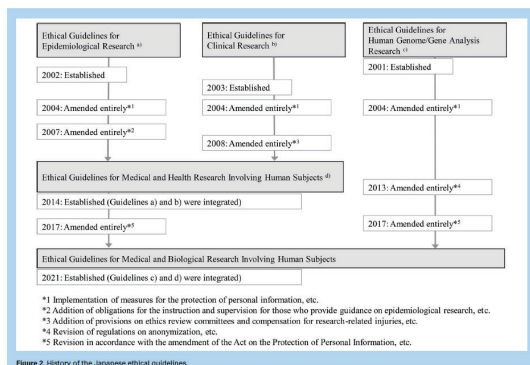 Ethical Guidelines for
Epidemiological Research a)
Ethical Guidelines for
Clinical Research b)
Ethical Guidelines for
Human Genome/Gene Analysis
Research c)
2002: Established
2003: Established
2001: Established
2004: Amended entirely*1
2004: Amended entirely*1
2004: Amended entirely*1
2007: Amended entirely*2
2008: Amended entirely*3
Ethical Guidelines for Medical and Health Research Involving Human Subjects d)
2013: Amended entirely*4
2014: Established (Guidelines a) and b) were integrated)
2017: Amended entirely*5
2017: Amended entirely*5
Ethical Guidelines for Medical and Biological Research Involving Human Subjects
2021: Established (Guidelines c) and d) were integrated)
*1 Implementation of measures for the protection of personal information, etc.
*2 Addition of obligations for the instruction and supervision for those who provide guidance on epidemiological research, etc.
*3 Addition of provisions on ethics review committees and compensation for research-related injuries, etc.
*4 Revision of regulations on anonymization, etc.
*5 Revision in accordance with the amendment of the Act on the Protection of Personal Information, etc.
Figure 2. History of the Japanese ethical guidelines.